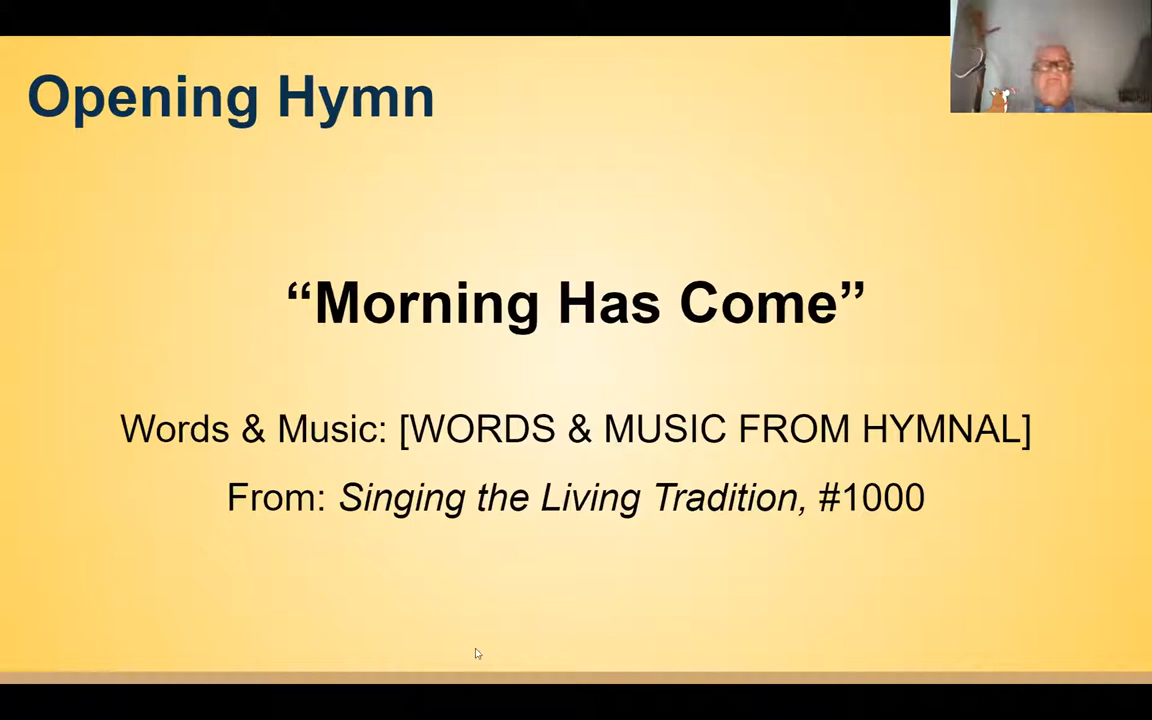 Opening Hymn
“Morning Has Come”
Words & Music: [WORDS & MUSIC FROM HYMNAL]
From: Singing the Living Tradition, #1000